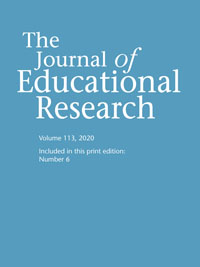 The
Journal of
Educational
Research
Volume 113, 2020
Included in this print edition:
Number 6